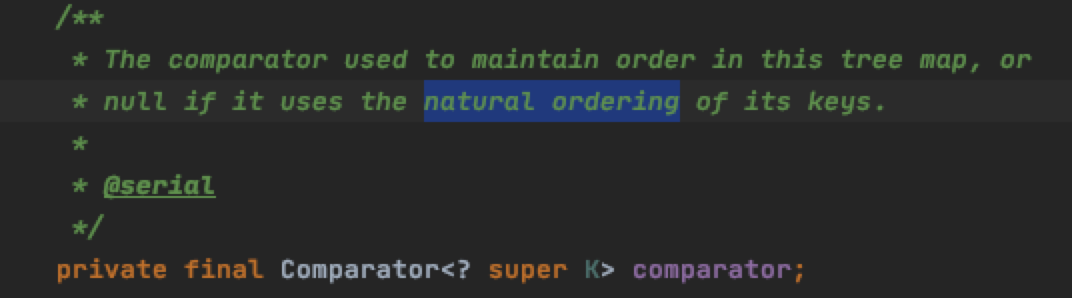 /**
* The comparator used to maintain order in this tree map, or
* null if it uses the natural ordering of its keys.
*
* @serial
*/
private final Comparator<? super K> comparator;